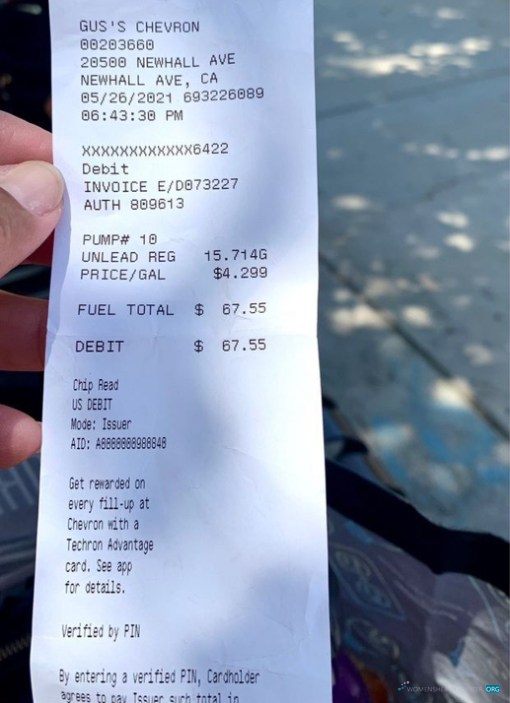 GUS'S CHEVRON
00203660
20500 NEWHALL AVE
NEWHALL AVE, CA
05/26/2021 693226089
06:43:30 PM
XXXXXXXXXXXX6422
Debit
INVOICE E/D073227
AUTH 809613
PUMP# 10
UNLEAD REG 15.714G
PRICE/GAL $4.299
FUEL TOTAL $ 67.55
DEBIT $ 67.55
Chip Read
US DEBIT
Mode: Issuer
AID:
Get rewarded on
every fill-up at
Chevron with a
Techron Advantage
card. See app
for details.
Verified by PIN
By entering a verified PIN, Cardholder
agrees to pay Issuer such total in
.ORG